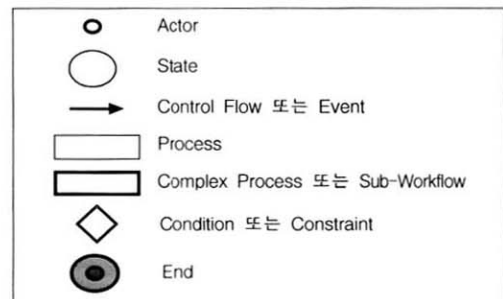 Actor
State
Control Flow 또는 Event
Process
Complex Process 또는 Sub-Workflow
Condition 또는 Constraint
End